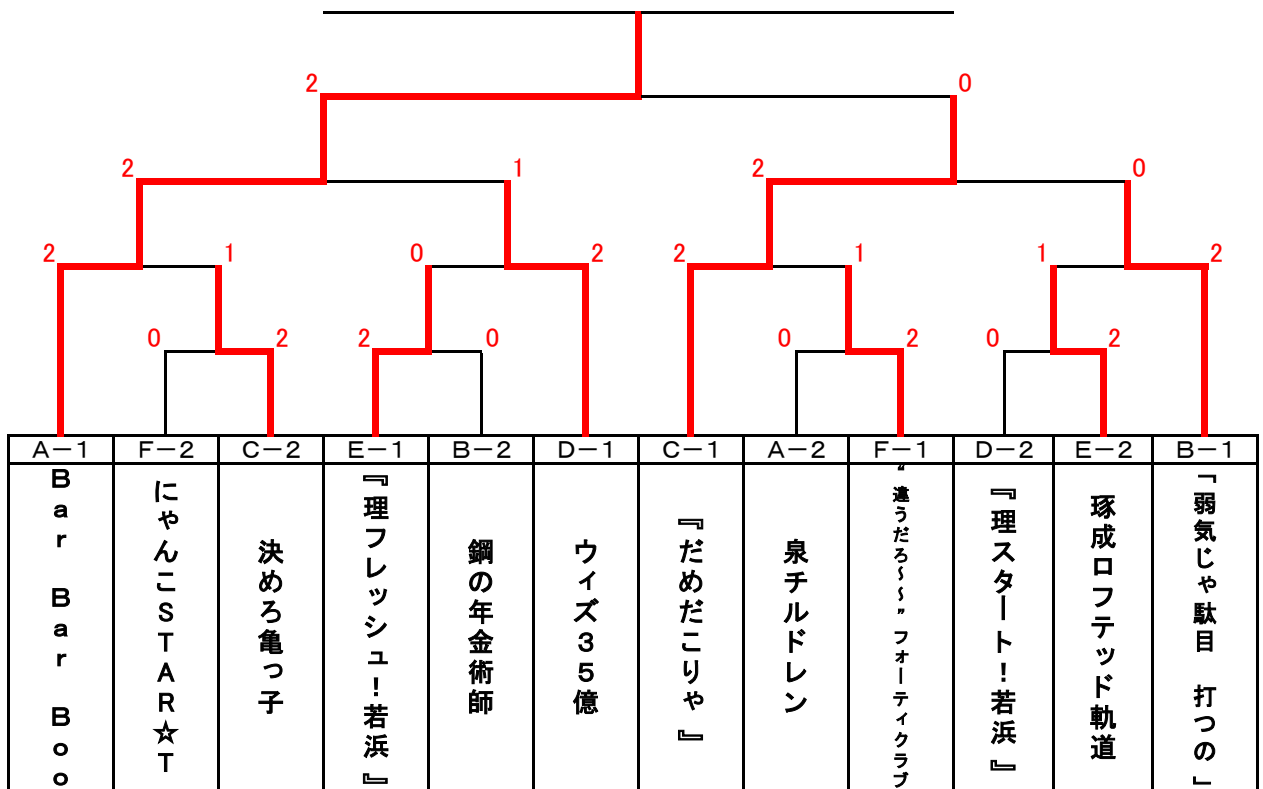 2 0
2 1 2 0
2 1 0 2 2 1 1 2
0 2 2 0 0 2 0 2
A－1 F－2 C－2 E－1 B－2 D－1 C－1 A－2 F－1 D－2 E－2 B－1
Bar Bar Boo
にゃんこSTAR☆T
決めろ亀っ子
『理フレッシュ！若浜』
鋼の年金術師
ウィズ３５億
『だめだこりゃ』
泉チルドレン
“違うだろ～～”フォーティクラブ
『理スタート！若浜』
琢成ロフテッド軌道
「弱気じゃ駄目　打つの」